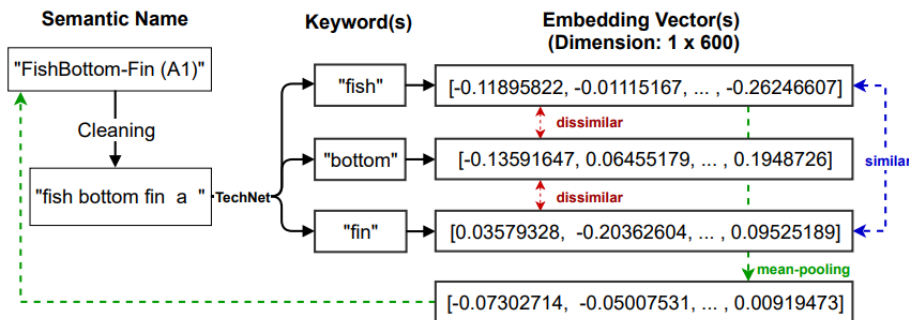 Semantic Name
Keyword(s)
Embedding Vector(s)
(Dimension: 1 x 600)
"FishBottom-Fin (A1)"
"fish"
[-0.11895822, -0.01115167, ... , -0.26246607]
Cleaning
dissimilar
"bottom"
[-0.13591647, 0.06455179, ... , 0.1948726]
similar
"fish bottom fin  a  "
TechNet
dissimilar
"fin"
[0.03579328,  -0.20362604, ... , 0.09525189]
mean-pooling
[-0.07302714,  -0.05007531, ... , 0.00919473]